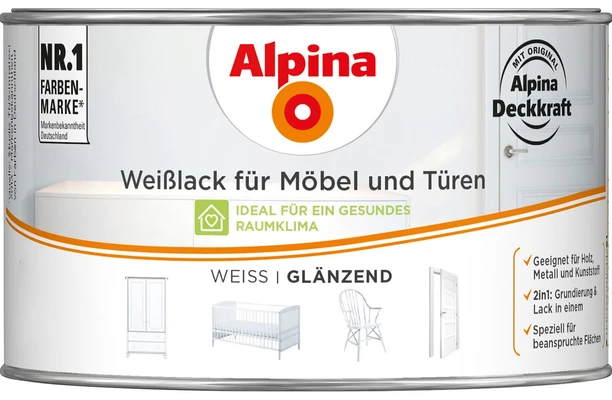 NR.1
FARBEN-
MARKE*
Markenbekanntheit
Deutschland
Alpina
MIT ORIGINAL
Alpina
Deckkraft
Weißlack für Möbel und Türen
IDEAL FÜR EIN GESUNDES
RAUMKLIMA
WEISS | GLÄNZEND
Geeignet für Holz,
Metall und Kunststoff
2in1: Grundierung &
Lack in einem
Speziell für
beanspruchte Flächen